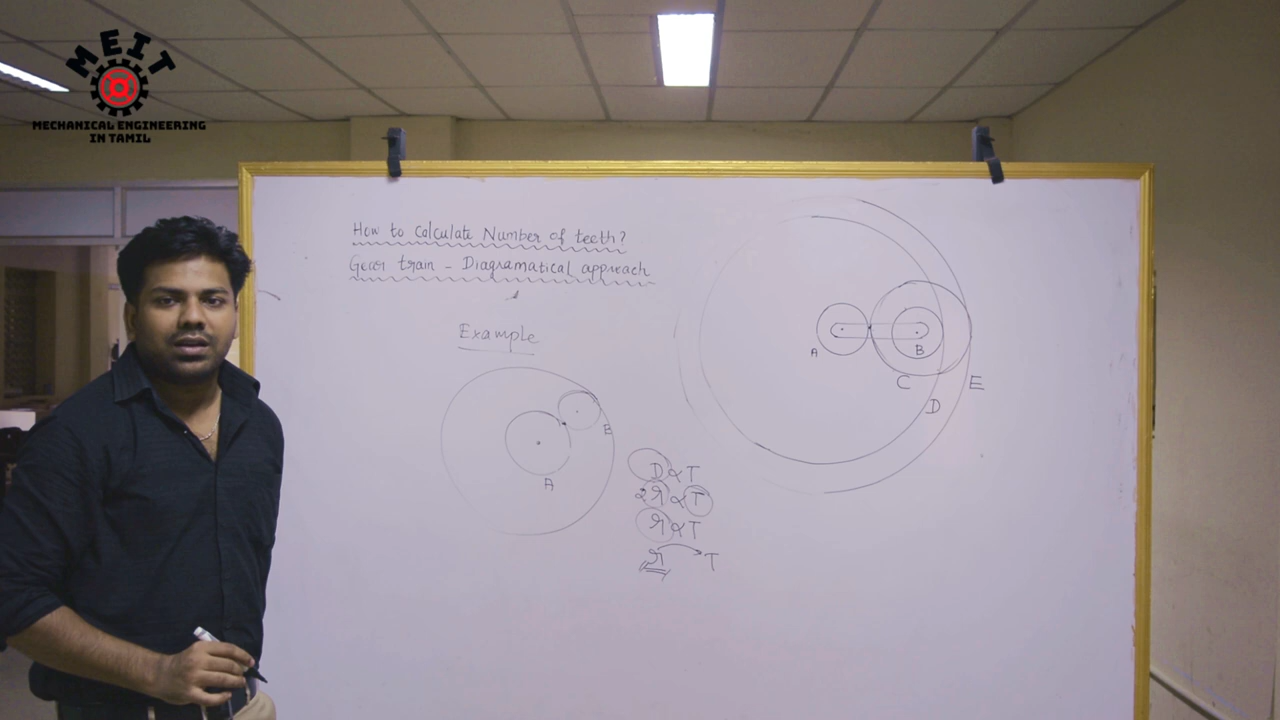 MEIT
MECHANICAL ENGINEERING
IN TAMIL
How to Calculate Number of teeth?
Gear train - Diagramatical approach
Example
A
B
D ∝ T
2r ∝ T
r ∝ T
r → T
A
B
C
D
E